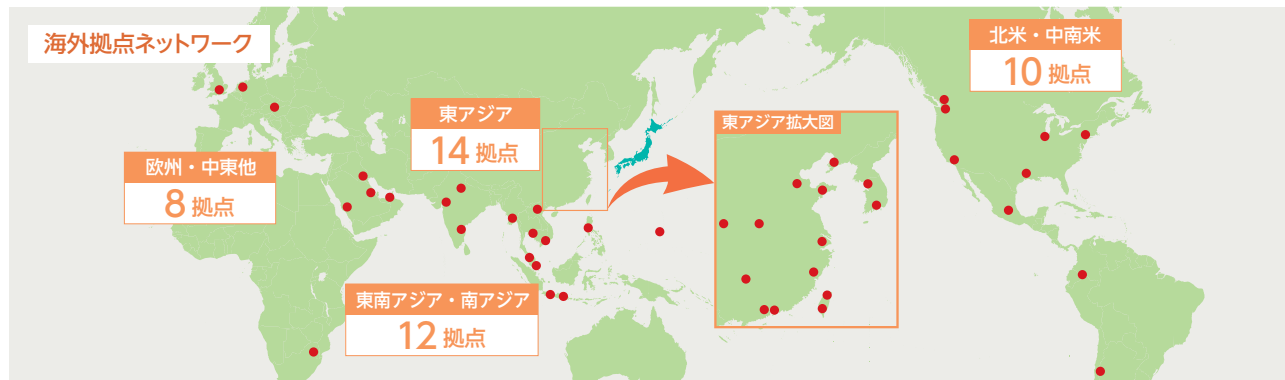 海外拠点ネットワーク
北米・中南米
10 拠点
東アジア
14 拠点
東アジア拡大図
欧州・中東他
8 拠点
東南アジア・南アジア
12 拠点